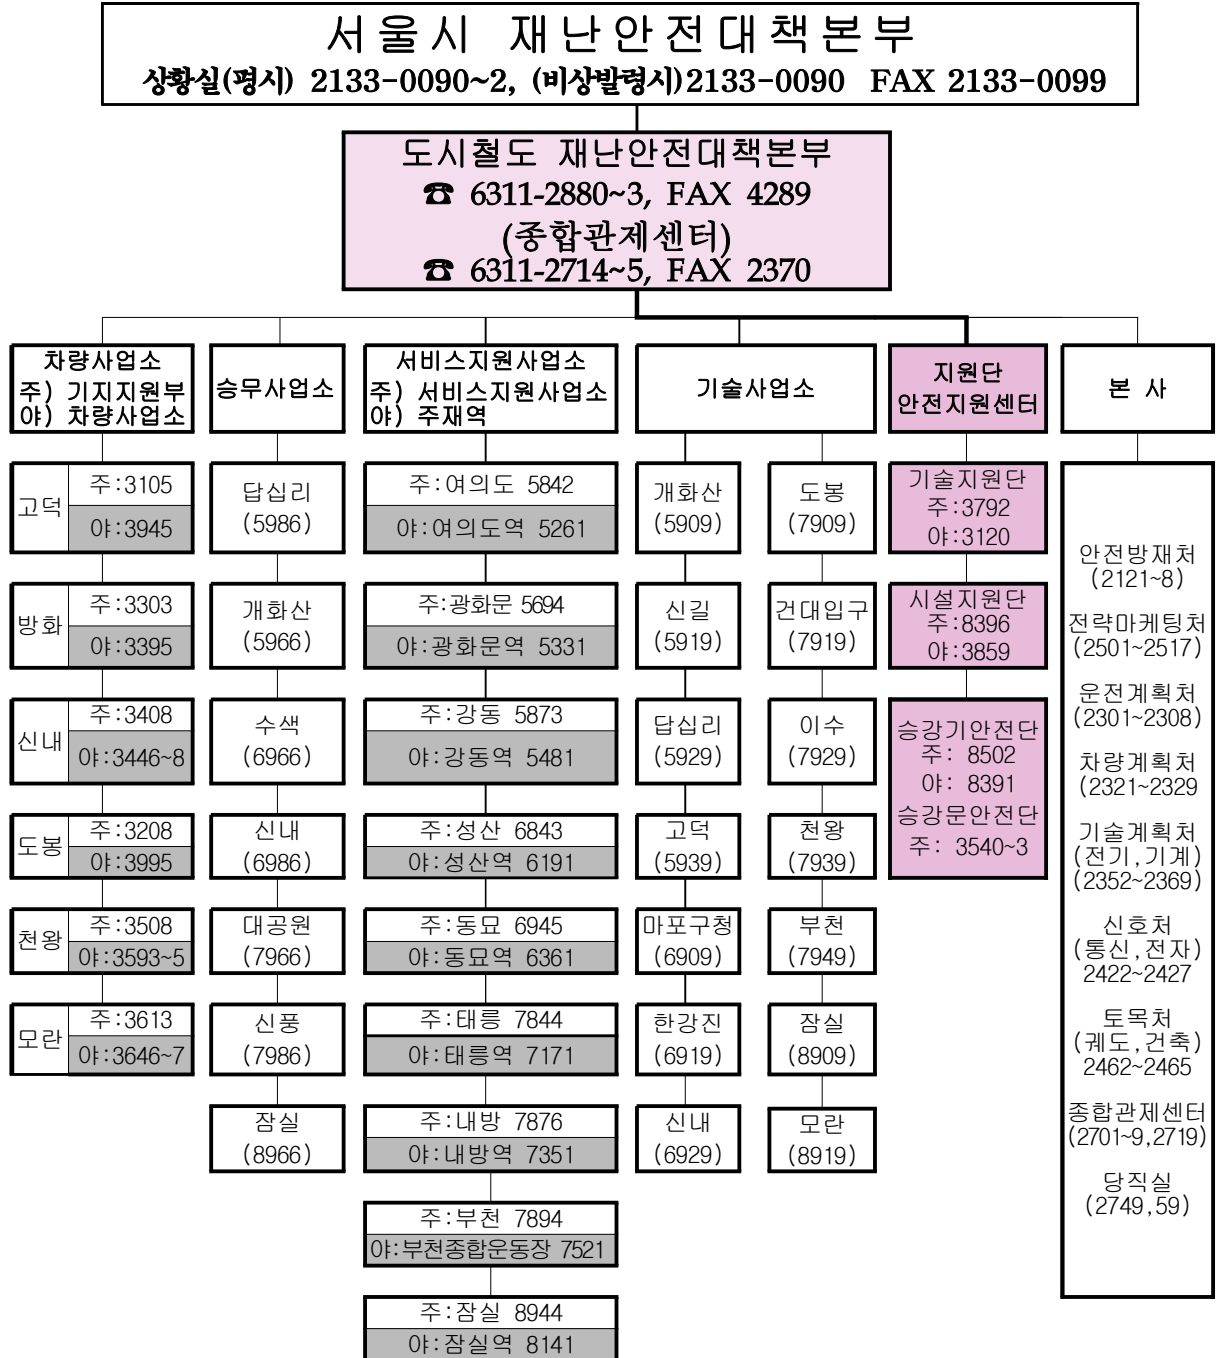 서울시 재난안전대책본부
상황실(평시) 2133-0090~2, (비상발령시)2133-0090 FAX 2133-0099
도시철도 재난안전대책본부
☎ 6311-2880~3, FAX 4289
(종합관제센터)
☎ 6311-2714~5, FAX 2370
차량사업소
주) 기지지원부
야) 차량사업소
고덕
주:3105
야:3945
방화
주:3303
야:3395
신내
주:3408
야:3446~8
도봉
주:3208
야:3995
천왕
주:3508
야:3593~5
모란
주:3613
야:3646~7
승무사업소
답십리
(5986)
개화산
(5966)
수색
(6966)
신내
(6986)
대공원
(7966)
신풍
(7986)
잠실
(8966)
서비스지원사업소
주) 서비스지원사업소
야) 주재역
주:여의도 5842
야:여의도역 5261
주:광화문 5694
야:광화문역 5331
주:강동 5873
야:강동역 5481
주:성산 6843
야:성산역 6191
주:동묘 6945
야:동묘역 6361
주:태릉 7844
야:태릉역 7171
주:내방 7876
야:내방역 7351
주:부천 7894
야:부천종합운동장 7521
주:잠실 8944
야:잠실역 8141
기술사업소
개화산
(5909)
신길
(5919)
답십리
(5929)
고덕
(5939)
마포구청
(6909)
한강진
(6919)
신내
(6929)
도봉
(7909)
건대입구
(7919)
이수
(7929)
천왕
(7939)
부천
(7949)
잠실
(8909)
모란
(8919)
지원단
안전지원센터
기술지원단
주:3792
야:3120
시설지원단
주:8396
야:3859
승강기안전단
주: 8502
야: 8391
승강문안전단
주: 3540~3
본 사
안전방재처
(2121~8)
전략마케팅처
(2501~2517)
운전계획처
(2301~2308)
차량계획처
(2321~2329
기술계획처
(전기,기계)
(2352~2369)
신호처
(통신,전자)
2422~2427
토목처
(궤도,건축)
2462~2465
종합관제센터
(2701~9,2719)
당직실
(2749,59)